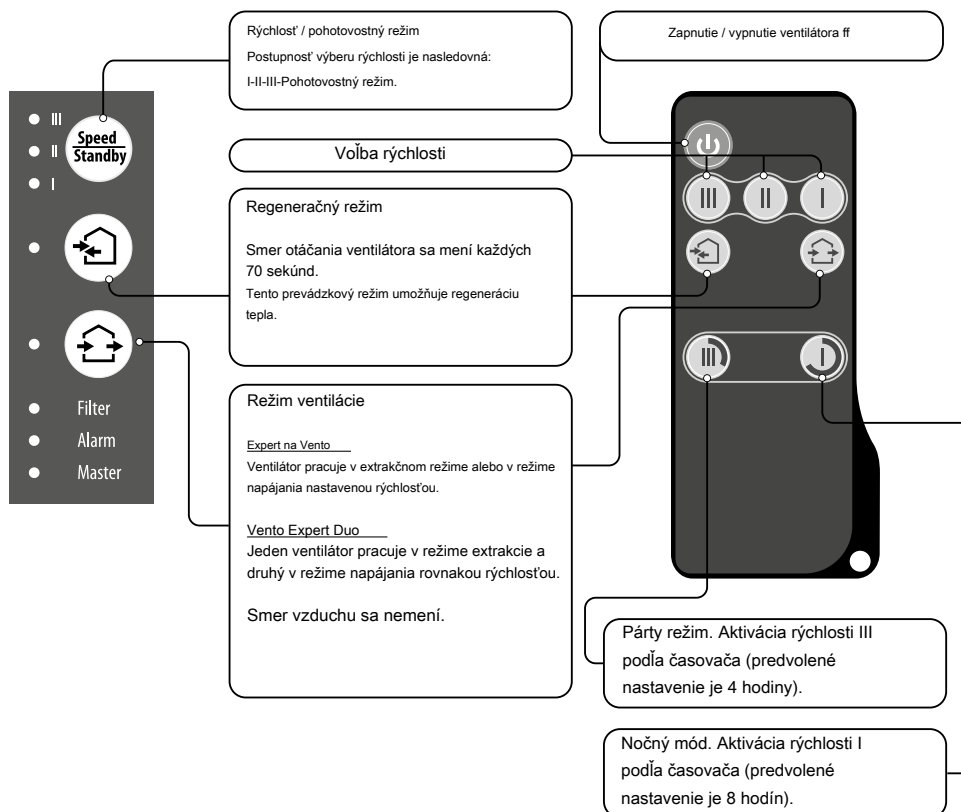 Rýchlosť / pohotovostný režim
Postupnosť výberu rýchlosti je nasledovná:
I-II-III-Pohotovostný režim.
Zapnutie / vypnutie ventilátora ff
III
Speed
Standby
II
I
Voľba rýchlosti
III
II
I
Regeneračný režim
Smer otáčania ventilátora sa mení každých
70 sekúnd.
Tento prevádzkový režim umožňuje regeneráciu
tepla.
III
I
Filter
Alarm
Master
Režim ventilácie
Expert na Vento
Ventilátor pracuje v extrakčnom režime alebo v režime
napájania nastavenou rýchlosťou.
Vento Expert Duo
Jeden ventilátor pracuje v režime extrakcie a
druhý v režime napájania rovnakou rýchlosťou.
Smer vzduchu sa nemení.
Párty režim. Aktivácia rýchlosti III
podľa časovača (predvolené
nastavenie je 4 hodiny).
Nočný mód. Aktivácia rýchlosti I
podľa časovača (predvolené
nastavenie je 8 hodín).